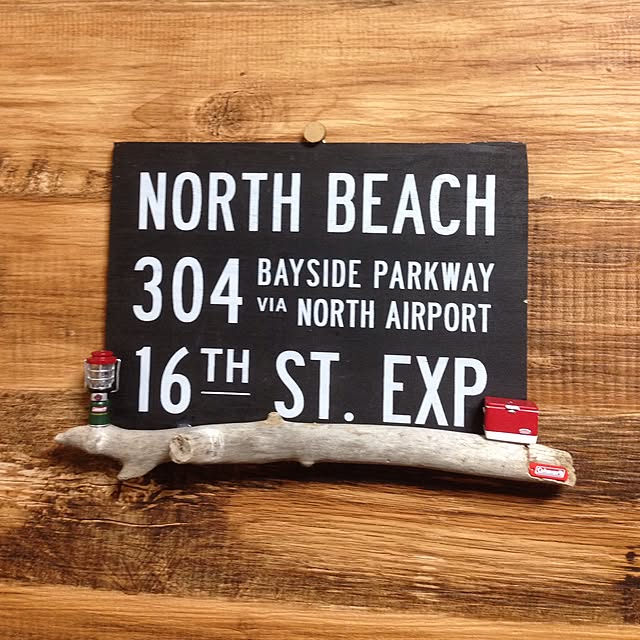 NORTH BEACH
304 BAYSIDE PARKWAY
VIA NORTH AIRPORT
16TH ST. EXP
Coleman